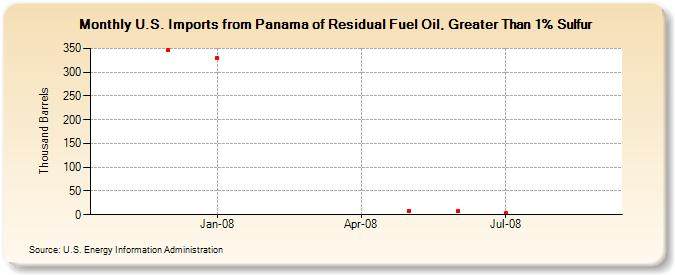 Monthly U.S. Imports from Panama of Residual Fuel Oil, Greater Than 1% Sulfur
Thousand Barrels
350
300
250
200
150
100
50
0
Jan-08
Apr-08
Jul-08
Source: U.S. Energy Information Administration